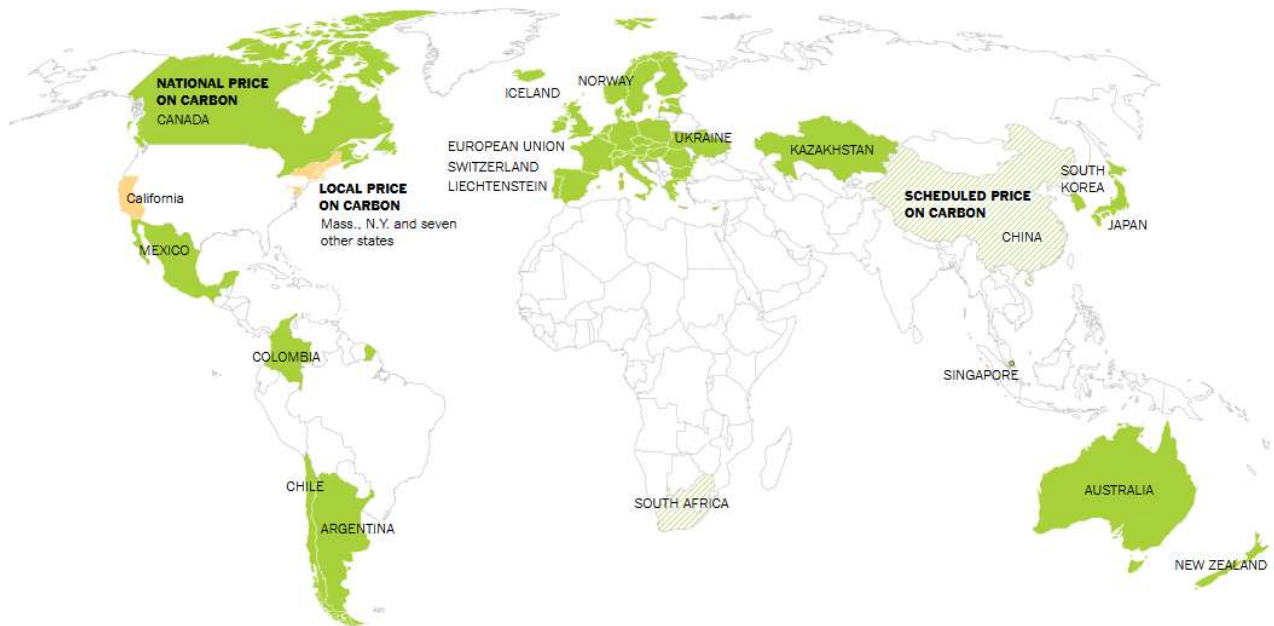 NATIONAL PRICE
ON CARBON
CANADA
ICELAND
NORWAY
EUROPEAN UNION
SWITZERLAND
LIECHTENSTEIN
UKRAINE
KAZAKHSTAN
SOUTH
KOREA
JAPAN
SCHEDULED PRICE
ON CARBON
CHINA
California
LOCAL PRICE
ON CARBON
Mass., N.Y. and seven
other states
MEXICO
COLOMBIA
SINGAPORE
CHILE
ARGENTINA
SOUTH AFRICA
AUSTRALIA
NEW ZEALAND